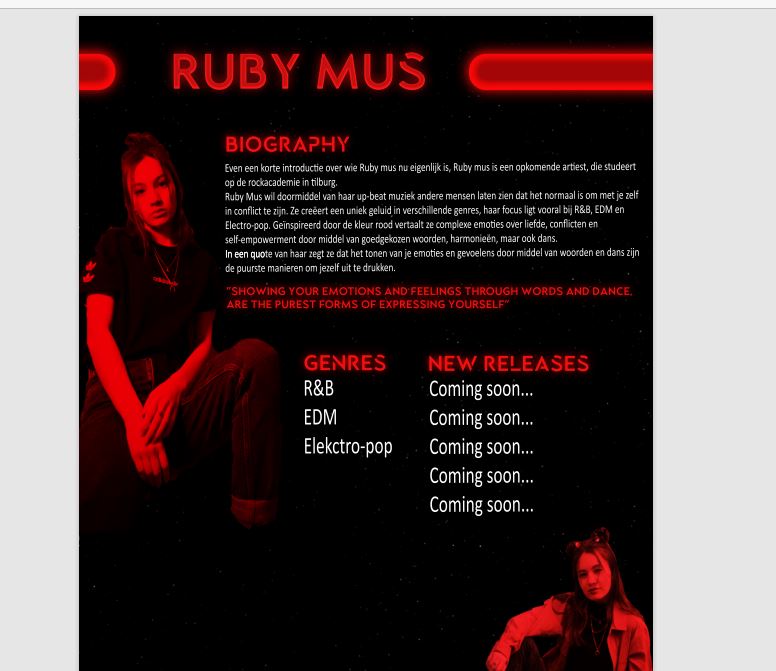 RUBY MUS
BIOGRAPHY
Even een korte introductie over wie Ruby mus nu eigenlijk is, Ruby mus is een opkomende artiest, die studeert
op de rockacademie in tilburg.
Ruby Mus wil doormiddel van haar up-beat muziek andere mensen laten zien dat het normaal is om met je zelf
in conflict te zijn. Ze creëert een uniek geluid in verschillende genres, haar focus ligt vooral bij R&B, EDM en
Electro-pop. Geïnspireerd door de kleur rood vertaalt ze complexe emoties over liefde, conflicten en
self-empowerment door middel van goedgekozen woorden, harmonieën, maar ook dans.
In een quote van haar zegt ze dat het tonen van je emoties en gevoelens door middel van woorden en dans zijn
de puurste manieren om jezelf uit te drukken.
"SHOWING YOUR EMOTIONS AND FEELINGS THROUGH WORDS AND DANCE,
ARE THE PUREST FORMS OF EXPRESSING YOURSELF"
GENRES
R&B
EDM
Elekctro-pop
NEW RELEASES
Coming soon...
Coming soon...
Coming soon...
Coming soon...
Coming soon...